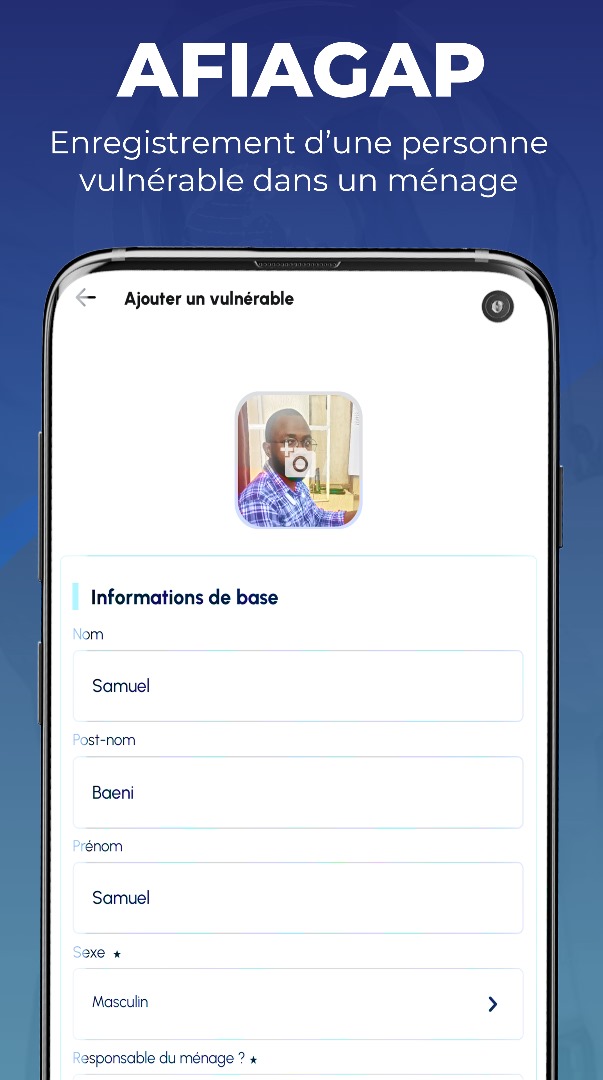 AFIAGAP
Enregistrement d’une personne
vulnérable dans un ménage
Ajouter un vulnérable
Informations de base
Nom
Samuel
Post-nom
Baeni
Prénom
Samuel
Sexe ★
Masculin
Responsable du ménage ? ★